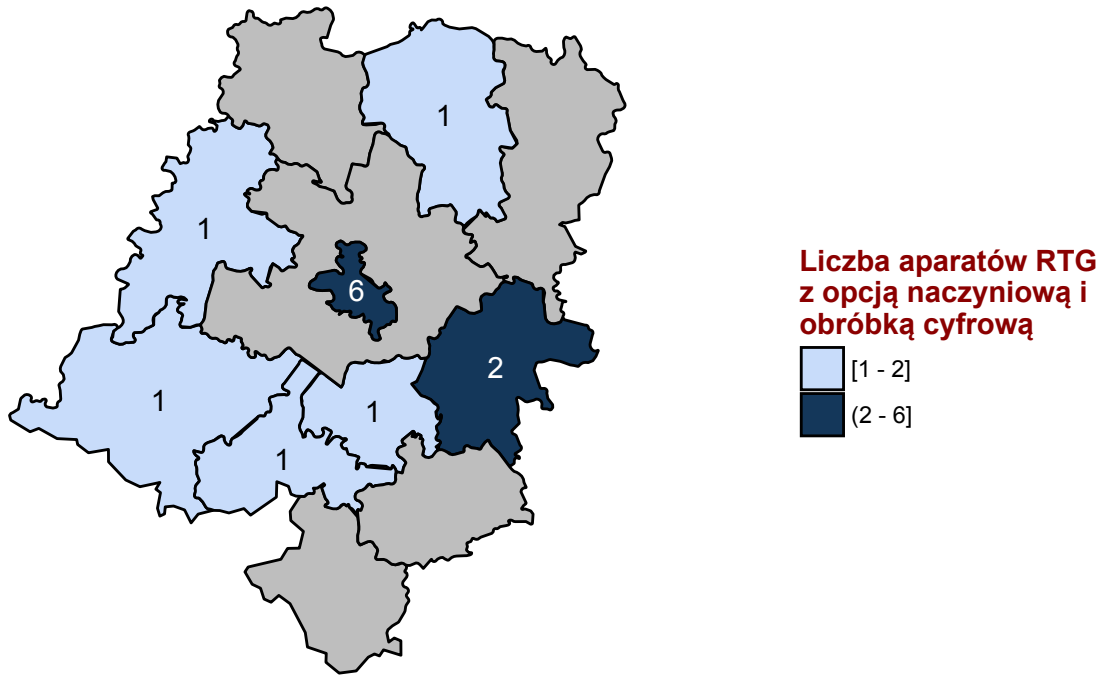 1
1
6
2
1
1
1
Liczba aparatów RTG
z opcją naczyniową i
obróbką cyfrową
[1 - 2]
(2 - 6]